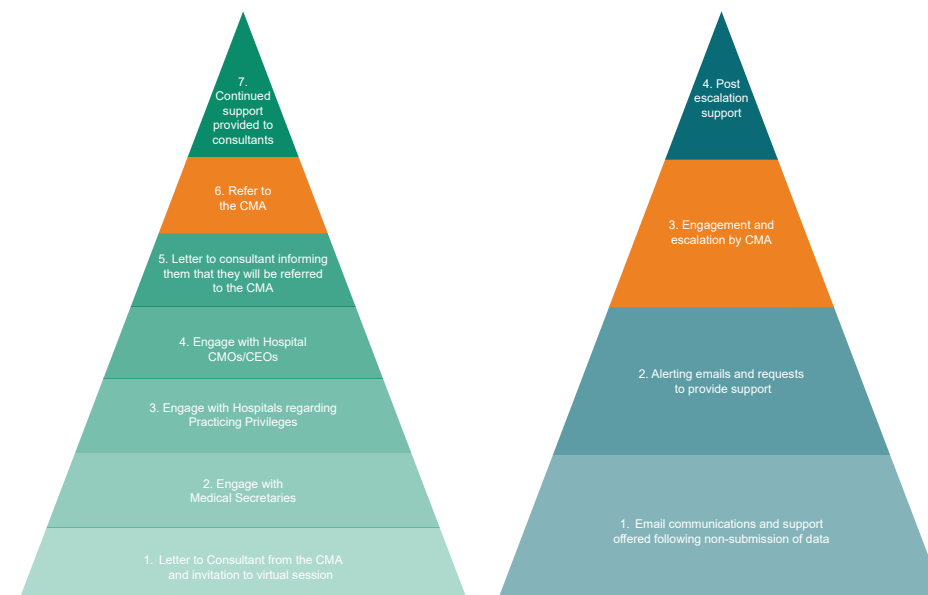 7.
Continued
support
provided to
consultants
6. Refer to
the CMA
5. Letter to consultant informing
them that they will be referred
to the CMA
4. Engage with Hospital
CMOs/CEOs
3. Engage with Hospitals regarding
Practicing Privileges
2. Engage with
Medical Secretaries
1. Letter to Consultant from the CMA
and invitation to virtual session
4. Post
escalation
support
3. Engagement and
escalation by CMA
2. Alerting emails and requests
to provide support
1. Email communications and support
offered following non-submission of data